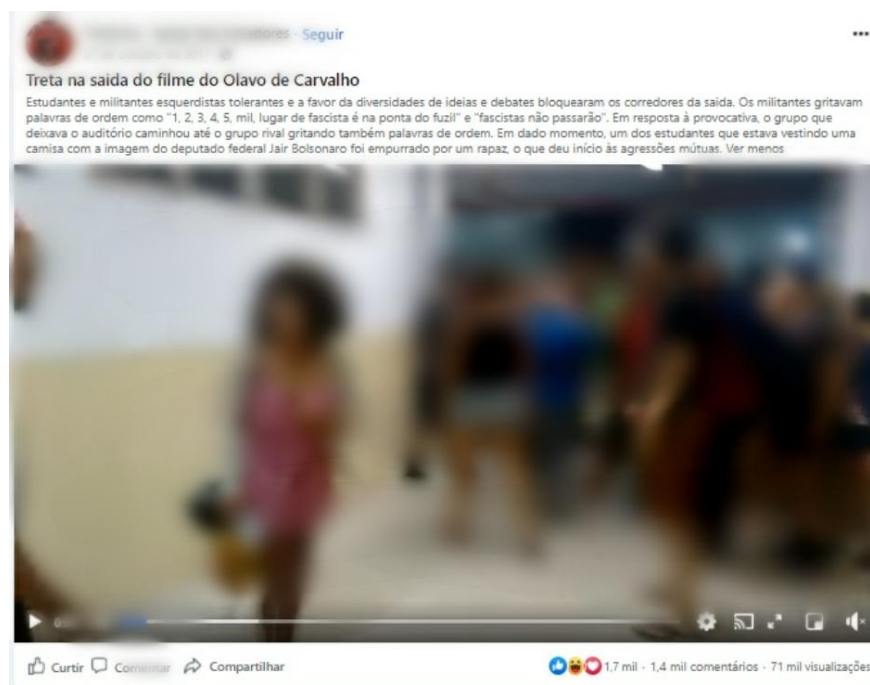 Seguir
Treta na saida do filme do Olavo de Carvalho
Estudantes e militantes esquerdistas tolerantes e a favor da diversidades de ideias e debates bloquearam os corredores da saida. Os militantes gritavam
palavras de ordem como "1, 2, 3, 4, 5, mil, lugar de fascista é na ponta do fuzil" e "fascistas não passarão". Em resposta à provocativa, o grupo que
deixava o auditório caminhou até o grupo rival gritando também palavras de ordem. Em dado momento, um dos estudantes que estava vestindo uma
camisa com a imagem do deputado federal Jair Bolsonaro foi empurrado por um rapaz, o que deu início às agressões mútuas. Ver menos
Curtir Comentar Compartilhar 1,7 mil · 1,4 mil comentários · 71 mil visualizações